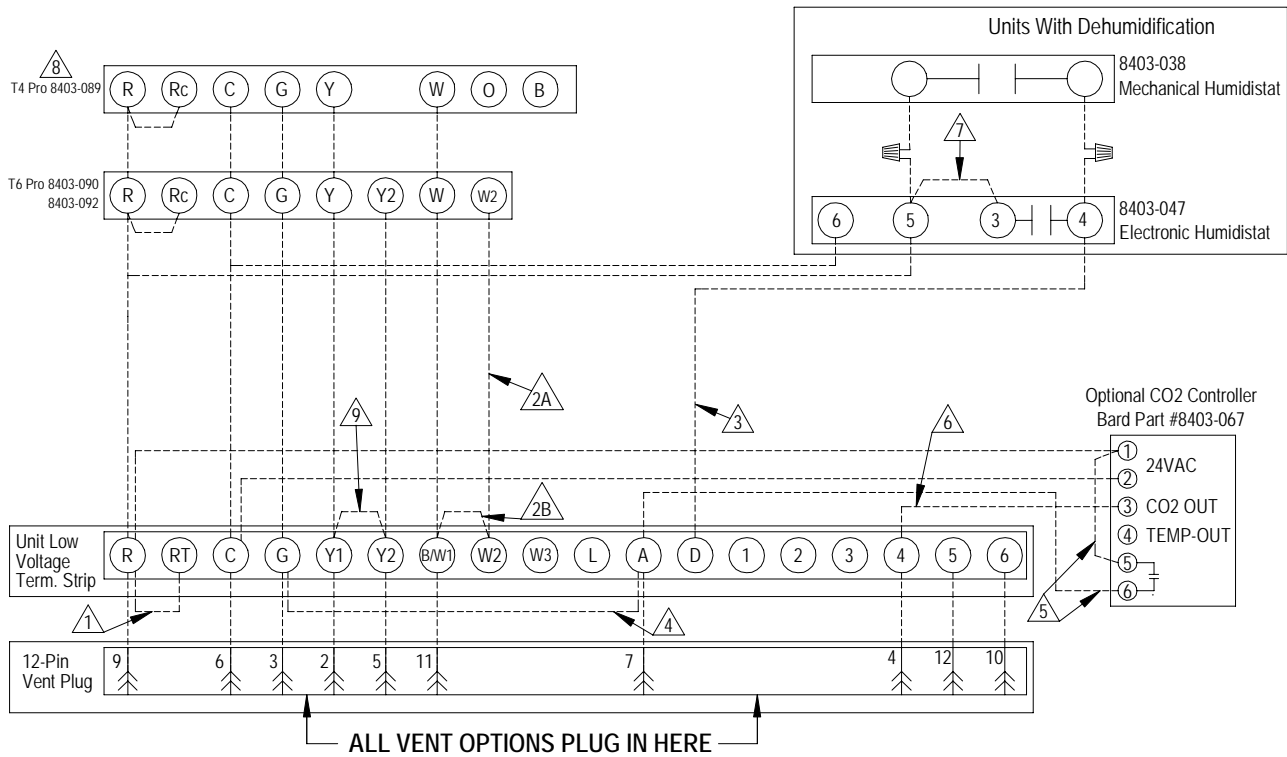 Units With Dehumidification
8
T4 Pro 8403-089
R Rc C G Y W O B
8403-038
Mechanical Humidistat
7
T6 Pro 8403-090
8403-092
R Rc C G Y Y2 W W2
6 5 3 4
8403-047
Electronic Humidistat
2A
9
3
6
2B
Optional CO2 Controller
Bard Part #8403-067
1
24VAC
2
3 CO2 OUT
4 TEMP-OUT
5
6
5
Unit Low
Voltage
Term. Strip
R RT C G Y1 Y2 B/W1 W2 W3 L A D 1 2 3 4 5 6
1
4
12-Pin
Vent Plug
9 6 3 2 5 11 7 4 12 10
ALL VENT OPTIONS PLUG IN HERE